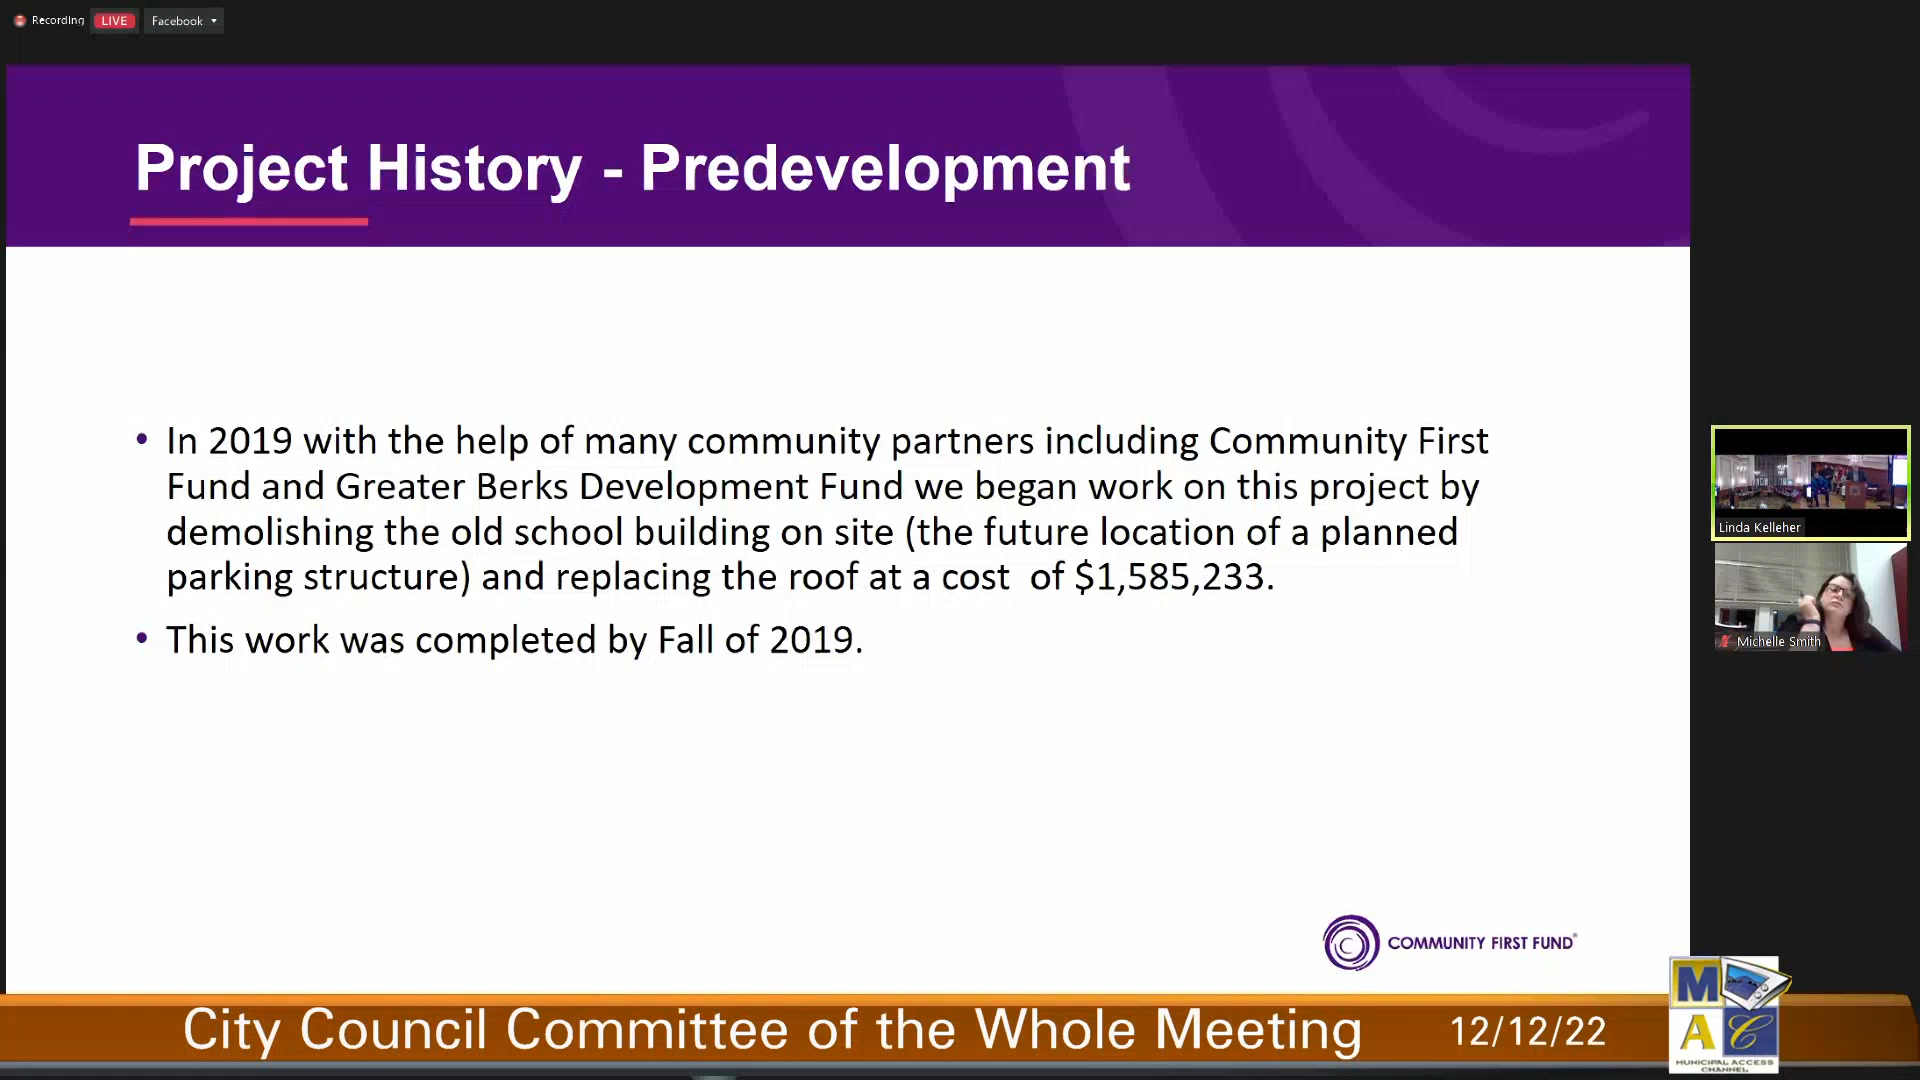 Recording LIVE Facebook
Project History - Predevelopment
• In 2019 with the help of many community partners including Community First
Fund and Greater Berks Development Fund we began work on this project by
demolishing the old school building on site (the future location of a planned
parking structure) and replacing the roof at a cost of $1,585,233.
• This work was completed by Fall of 2019.
Linda Kelleher
Michelle Smith
COMMUNITY FIRST FUND®
City Council Committee of the Whole Meeting 12/12/22
M
A C
MUNICIPAL ACCESS
CHANNEL